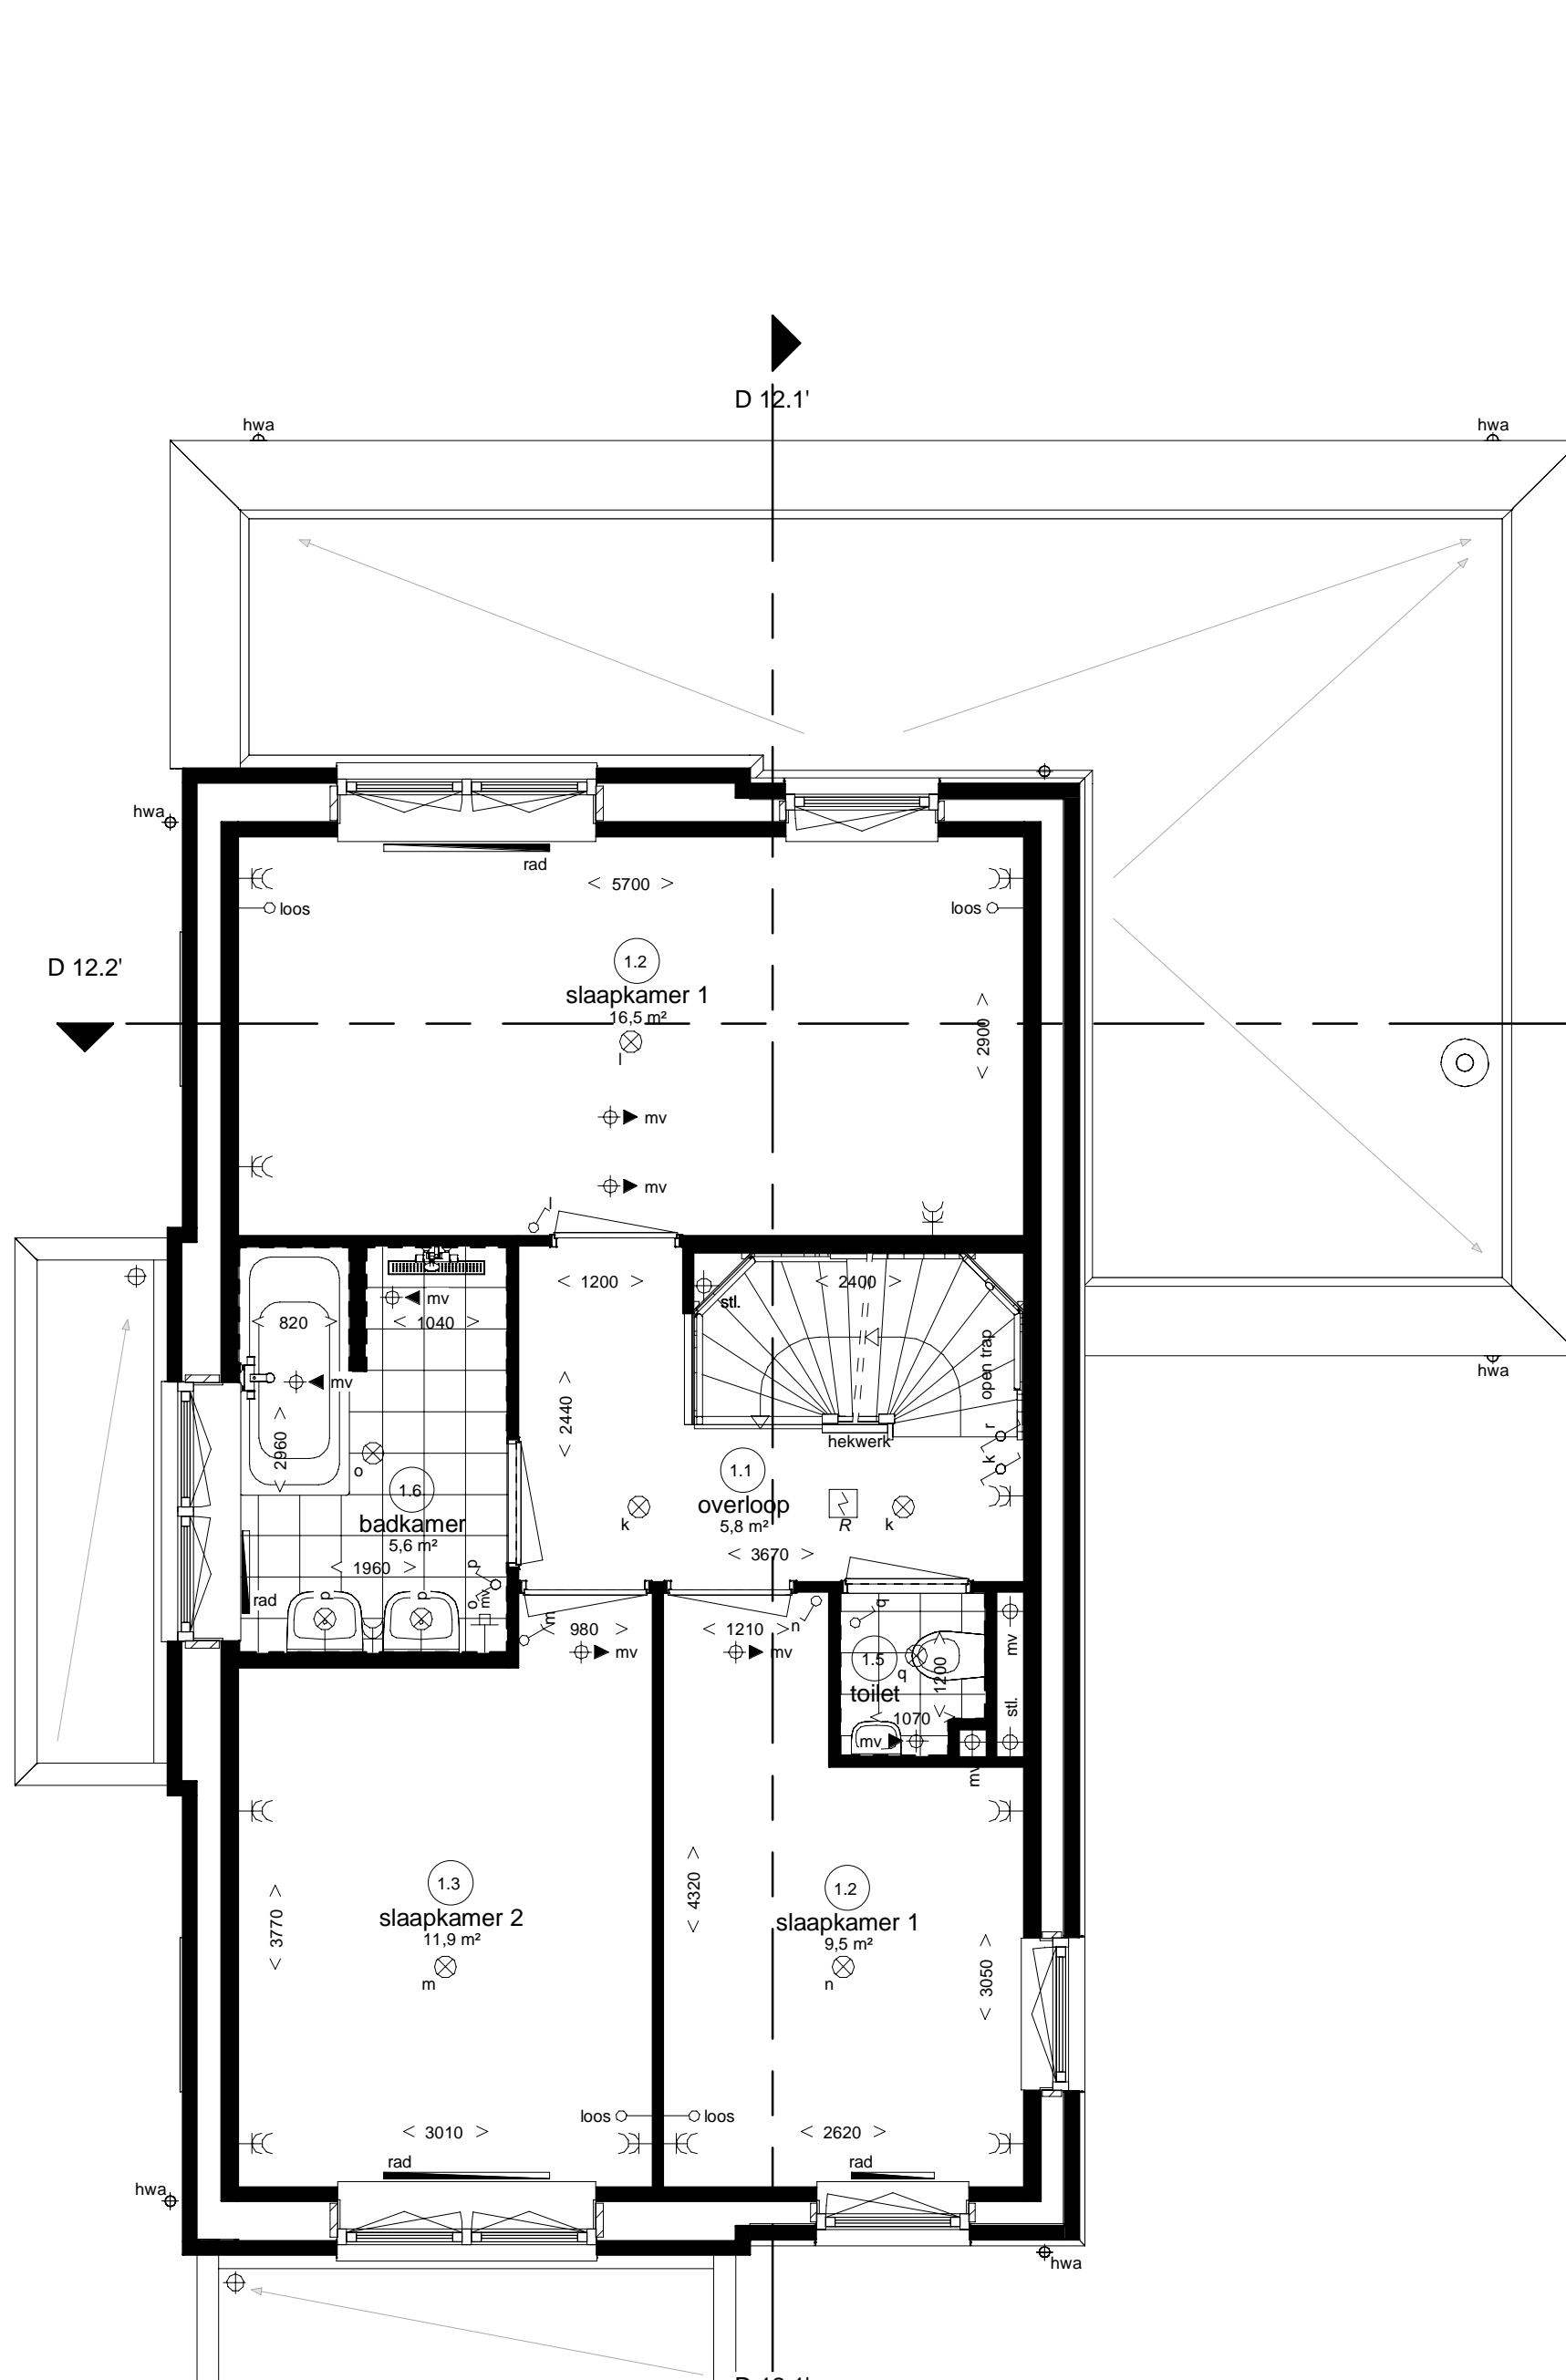 D 12.1'
hwa
hwa
hwa
rad
< 5700 >
loos
loos
D 12.2'
1.2
slaapkamer 1
16,5 m²
< 2900 >
l
mv
mv
l
< 1200 >
< 2400 >
stl.
mv
< 820 >
< 1040 >
open trap
mv
hwa
< 2440 >
< 2960 >
r
k
hekwerk
o
1.6
badkamer
5,6 m²
1.1
overloop
5,8 m²
k
R
k
< 3670 >
< 1960 >
p
o
mv
rad
p
p
m
< 980 >
mv
< 1210 >
n
mv
q
1.5
q
toilet
< 1200 >
< 1070 >
mv
mv
stl.
mv
1.3
slaapkamer 2
11,9 m²
m
< 3770 >
< 4320 >
1.2
slaapkamer 1
9,5 m²
n
< 3050 >
loos
loos
< 3010 >
< 2620 >
rad
rad
hwa
hwa